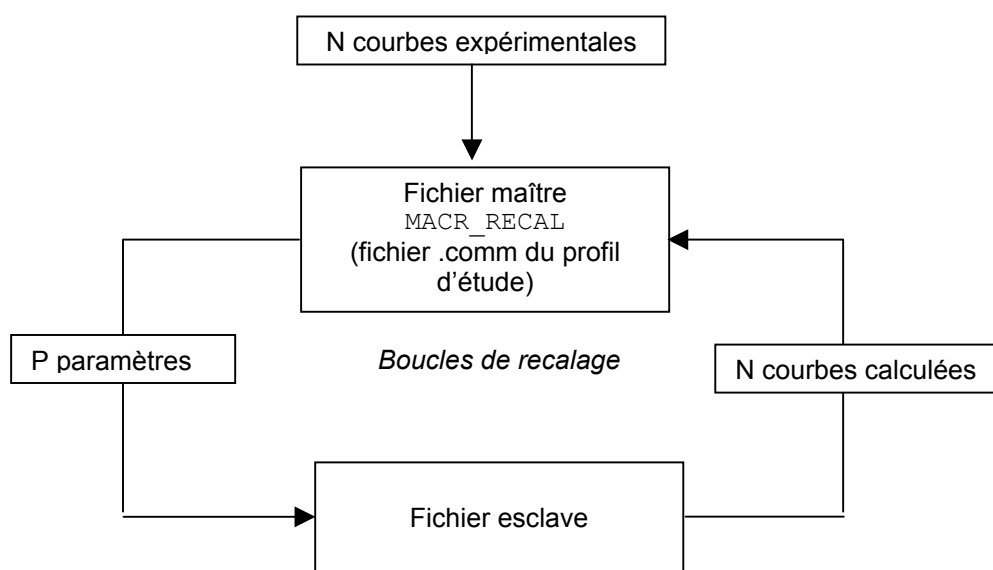 N courbes expérimentales
Fichier maître
MACR_RECAL
(fichier .comm du profil
d’étude)
P paramètres
Boucles de recalage
N courbes calculées
Fichier esclave